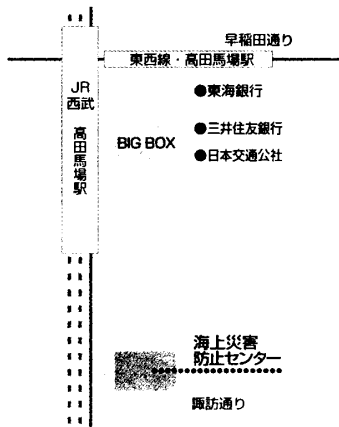 早稲田通り
東西線・高田馬場駅
JR
西武
高田馬場駅
BIG BOX
●東海銀行
●三井住友銀行
●日本交通公社
海上災害
防止センター
諏訪通り